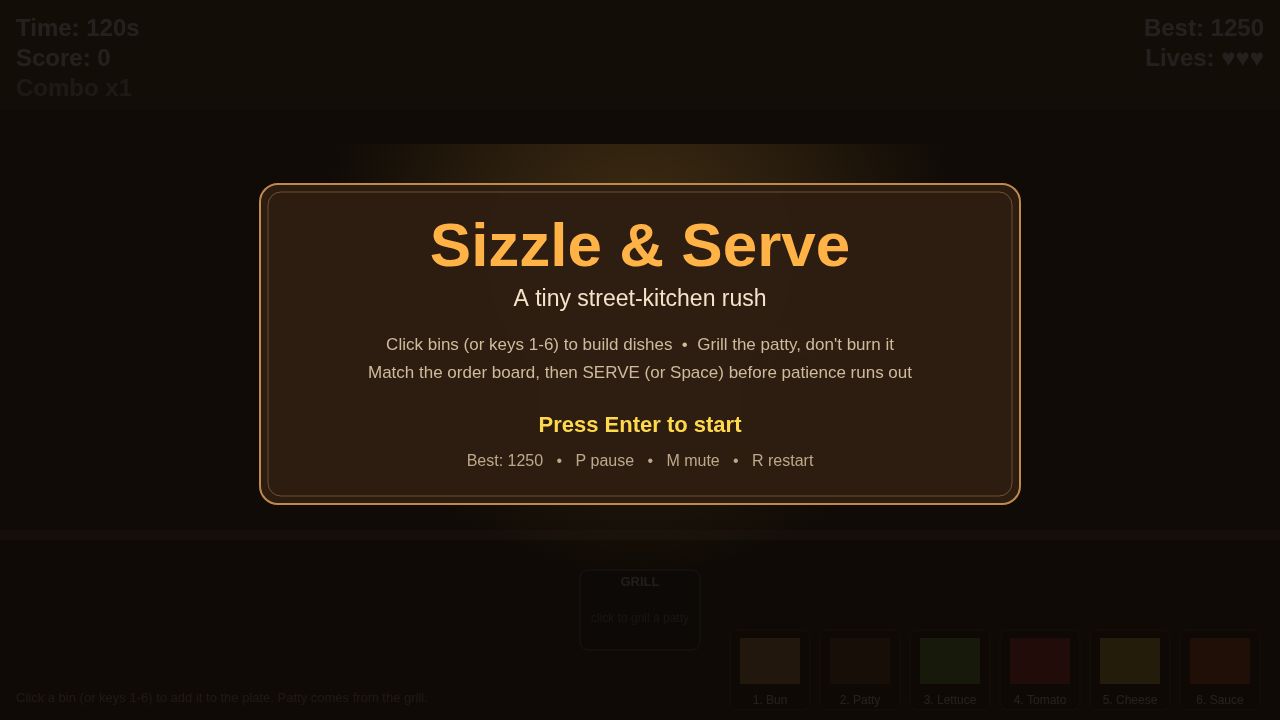 Time: 120s
Score: 0
Combo x1
Best: 1250
Lives: ♥♥♥
Sizzle & Serve
A tiny street-kitchen rush
Click bins (or keys 1-6) to build dishes • Grill the patty, don't burn it
Match the order board, then SERVE (or Space) before patience runs out
Press Enter to start
Best: 1250 • P pause • M mute • R restart
GRILL
click to grill a patty
1. Bun
2. Patty
3. Lettuce
4. Tomato
5. Cheese
6. Sauce
Click a bin (or keys 1-6) to add it to the plate. Patty comes from the grill.